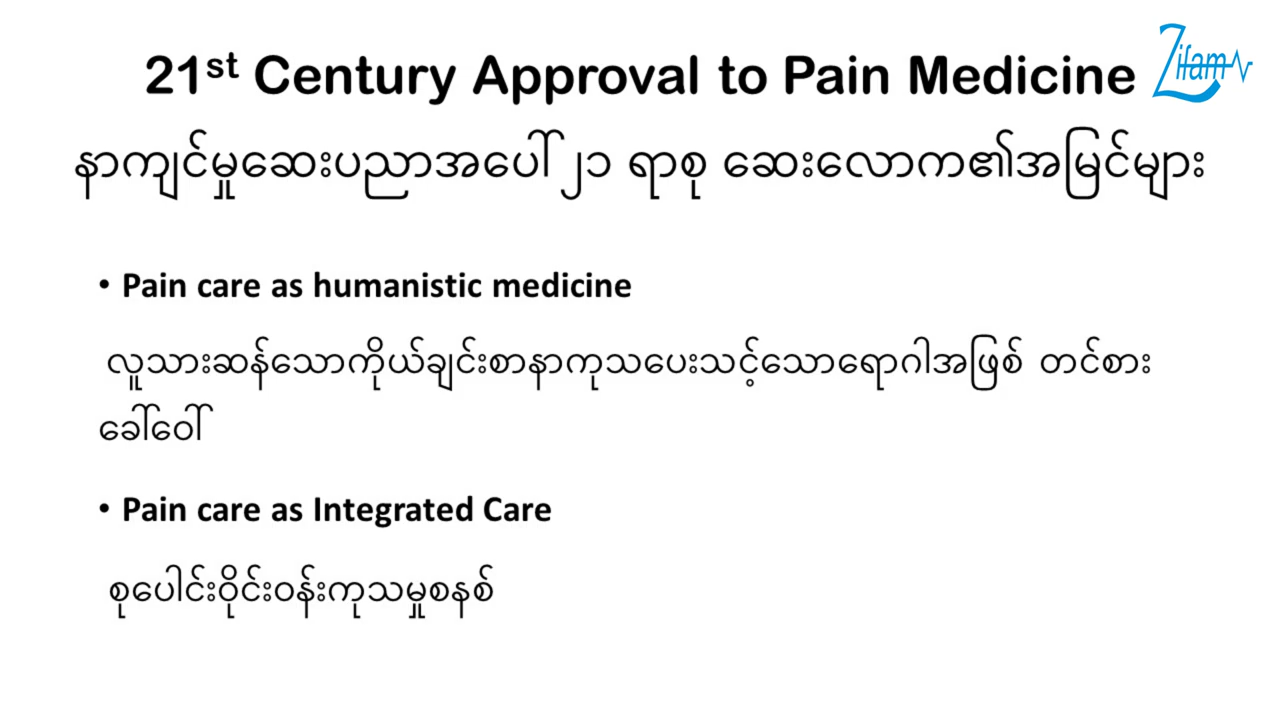 21st Century Approval to Pain Medicine
Zifam
နာကျင်မှုဆေးပညာအပေါ် ၂၁ ရာစု ဆေးလောက၏အမြင်များ
• Pain care as humanistic medicine
လူသားဆန်သောကိုယ်ချင်းစာနာကုသပေးသင့်သောရောဂါအဖြစ် တင်စား
ခေါ်ဝေါ်
• Pain care as Integrated Care
စုပေါင်းဝိုင်းဝန်းကုသမှုစနစ်